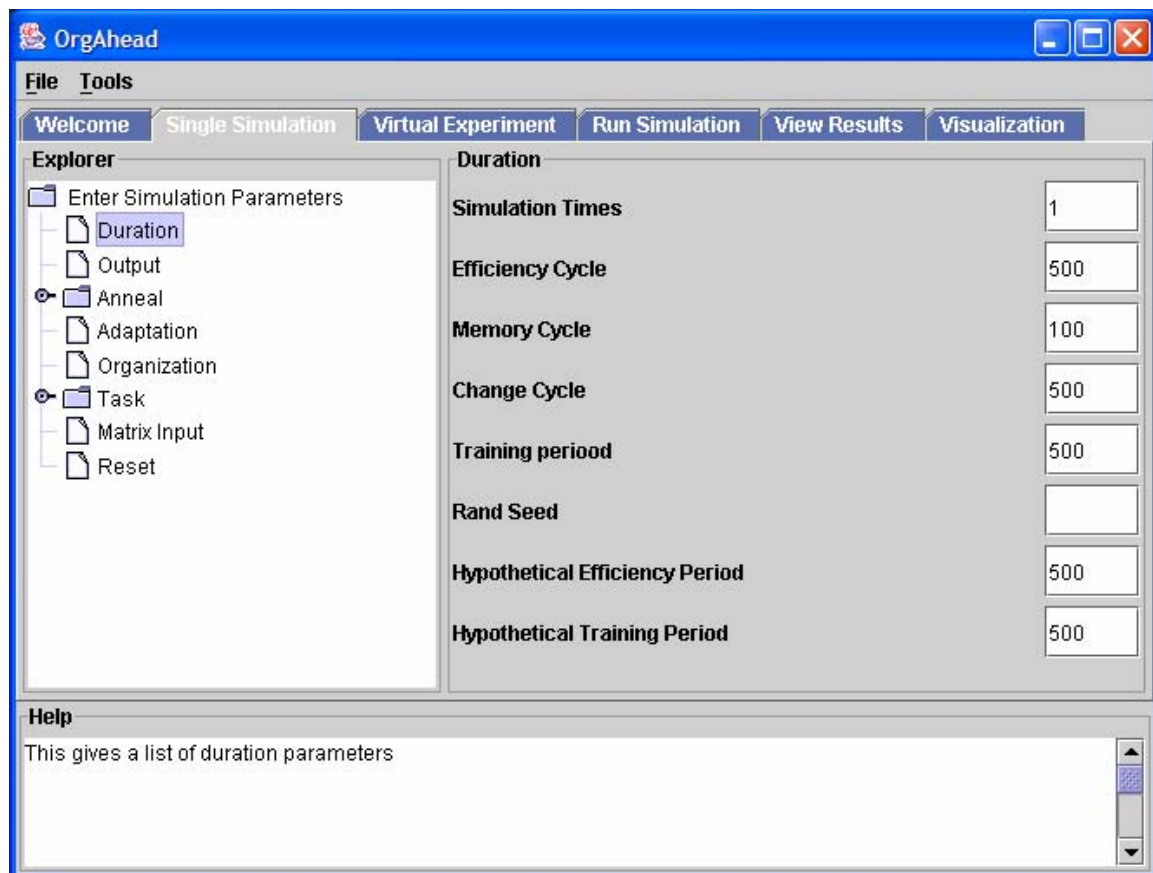 OrgAhead
File Tools
Welcome Single Simulation Virtual Experiment Run Simulation View Results Visualization
Explorer
Enter Simulation Parameters
Duration
Output
Anneal
Adaptation
Organization
Task
Matrix Input
Reset
Duration
Simulation Times 1
Efficiency Cycle 500
Memory Cycle 100
Change Cycle 500
Training periood 500
Rand Seed
Hypothetical Efficiency Period 500
Hypothetical Training Period 500
Help
This gives a list of duration parameters